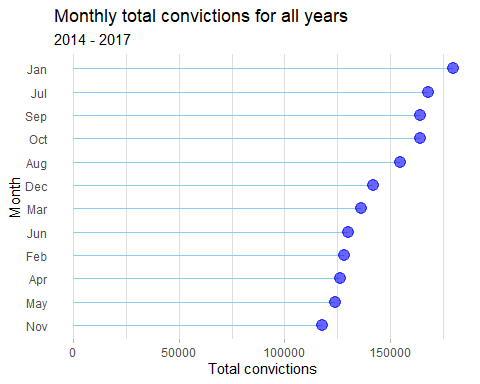 Monthly total convictions for all years
2014 - 2017
Jan
Jul
Sep
Oct
Aug
Dec
Mar
Jun
Feb
Apr
May
Nov
Month
0 50000 100000 150000
Total convictions